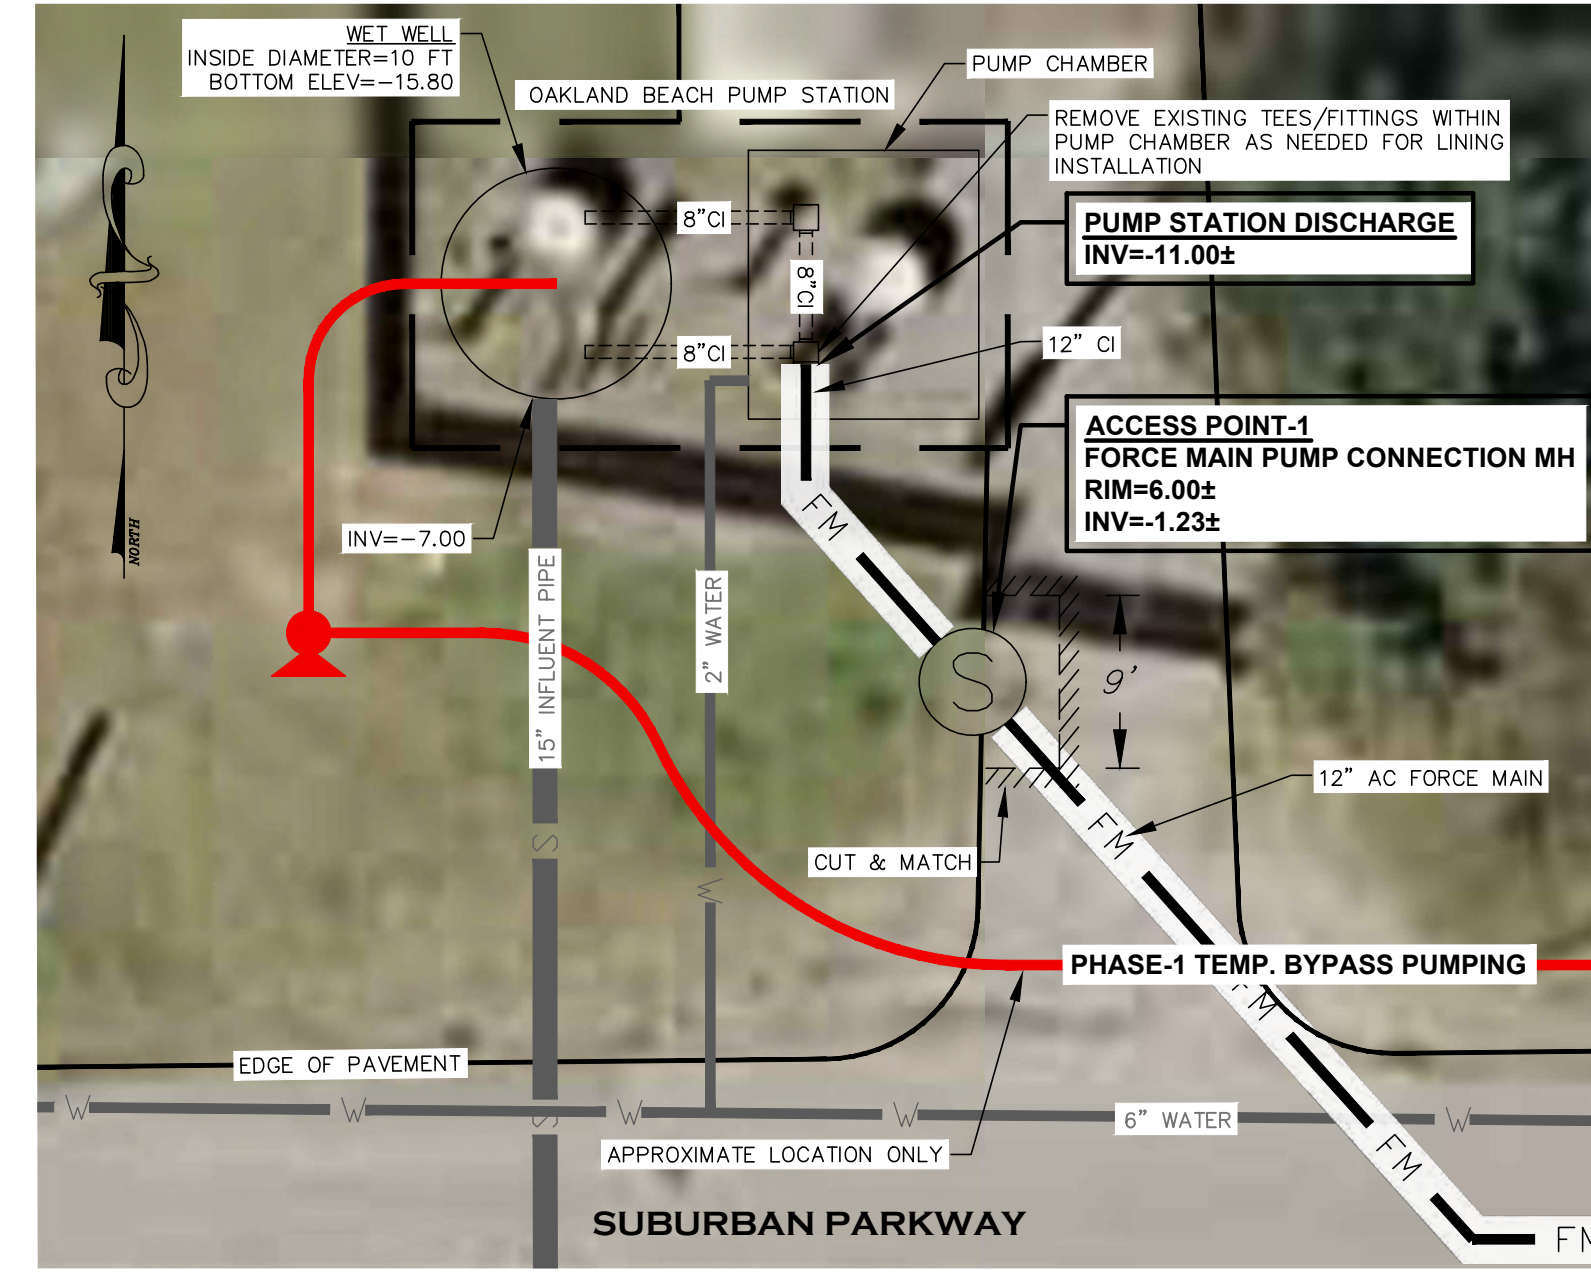 WET WELL
INSIDE DIAMETER=10 FT
BOTTOM ELEV=-15.80
OAKLAND BEACH PUMP STATION
PUMP CHAMBER
REMOVE EXISTING TEES/FITTINGS WITHIN
PUMP CHAMBER AS NEEDED FOR LINING
INSTALLATION
PUMP STATION DISCHARGE
INV=-11.00±
8"CI
8"CI
8"CI
12" CI
ACCESS POINT-1
FORCE MAIN PUMP CONNECTION MH
RIM=6.00±
INV=-1.23±
NORTH
INV=-7.00
FM
15" INFLUENT PIPE
2" WATER
S
9'
12" AC FORCE MAIN
FM
S
CUT & MATCH
W
PHASE-1 TEMP. BYPASS PUMPING
FM
EDGE OF PAVEMENT
W
W
S
W
W
6" WATER
W
APPROXIMATE LOCATION ONLY
FM
SUBURBAN PARKWAY
FM